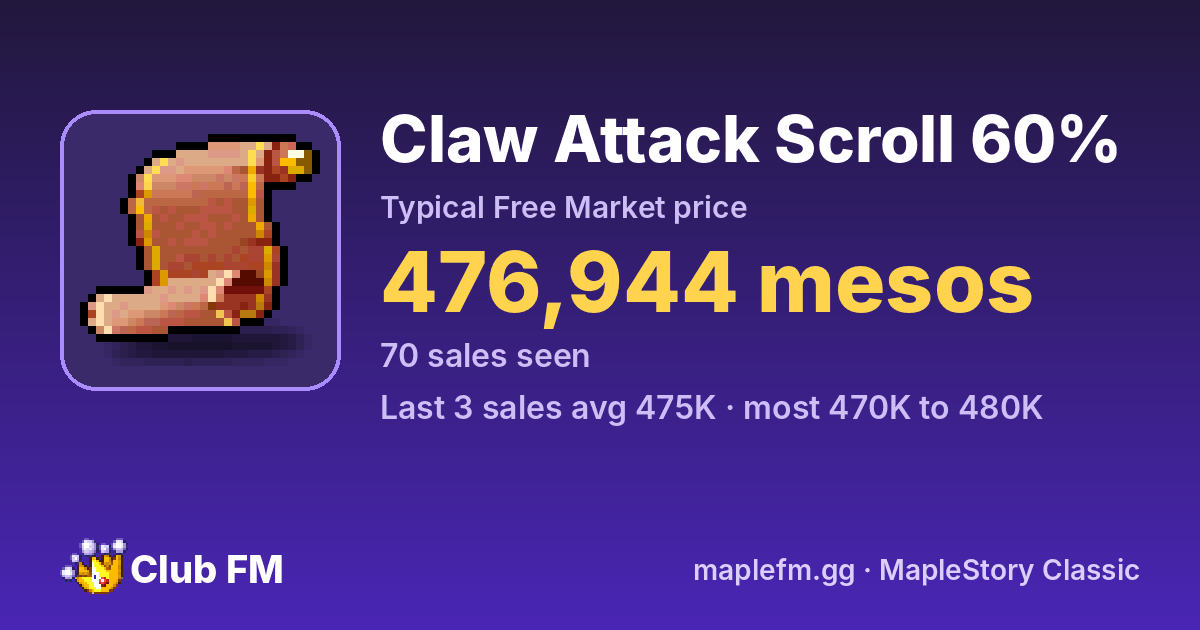 Claw Attack Scroll 60%
Typical Free Market price
476,944 mesos
70 sales seen
Last 3 sales avg 475K · most 470K to 480K
Club FM
maplefm.gg · MapleStory Classic